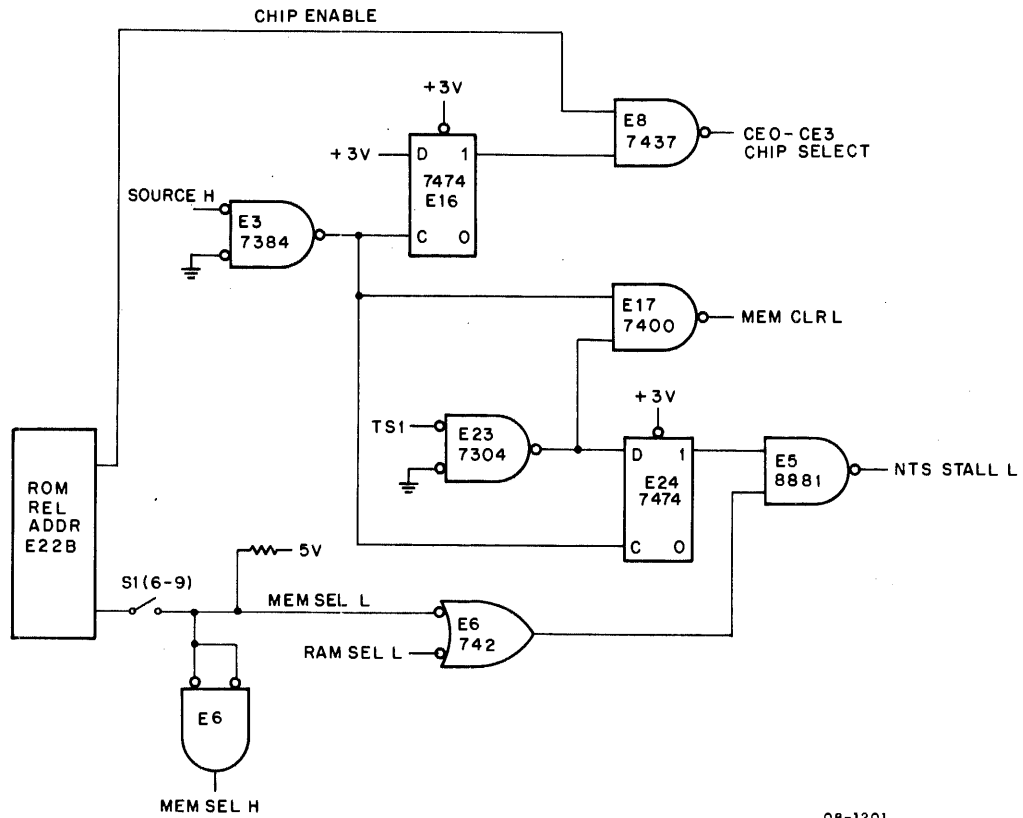 CHIP ENABLE
+3V
E8
7437
CE0-CE3
CHIP SELECT
+3V
D 1
7474
E16
C 0
SOURCE H
E3
7384
E17
7400
MEM CLR L
+3V
TS1
E23
7304
D 1
E24
7474
C 0
E5
8881
NTS STALL L
ROM
REL
ADDR
E22B
5V
S1(6-9)
MEM SEL L
E6
742
RAM SEL L
E6
MEM SEL H